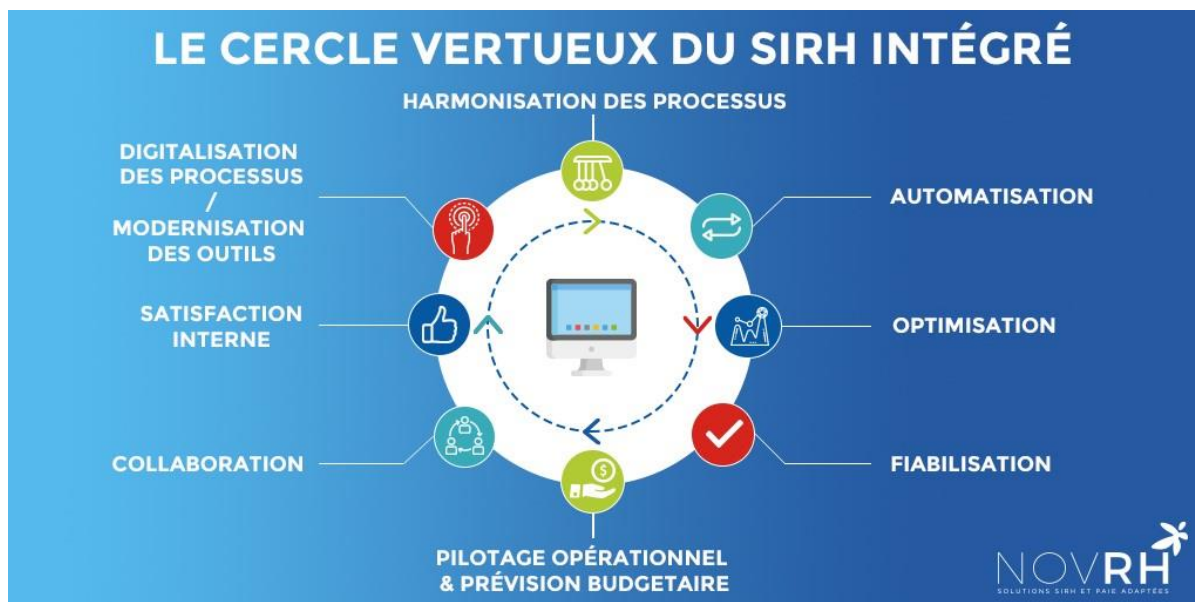 LE CERCLE VERTUEUX DU SIRH INTÉGRÉ
HARMONISATION DES PROCESSUS
DIGITALISATION
DES PROCESSUS
/
MODERNISATION
DES OUTILS
AUTOMATISATION
SATISFACTION
INTERNE
OPTIMISATION
COLLABORATION
FIABILISATION
PILOTAGE OPÉRATIONNEL
& PRÉVISION BUDGETAIRE
NOVRH
SOLUTIONS SIRH ET PAIE ADAPTÉES